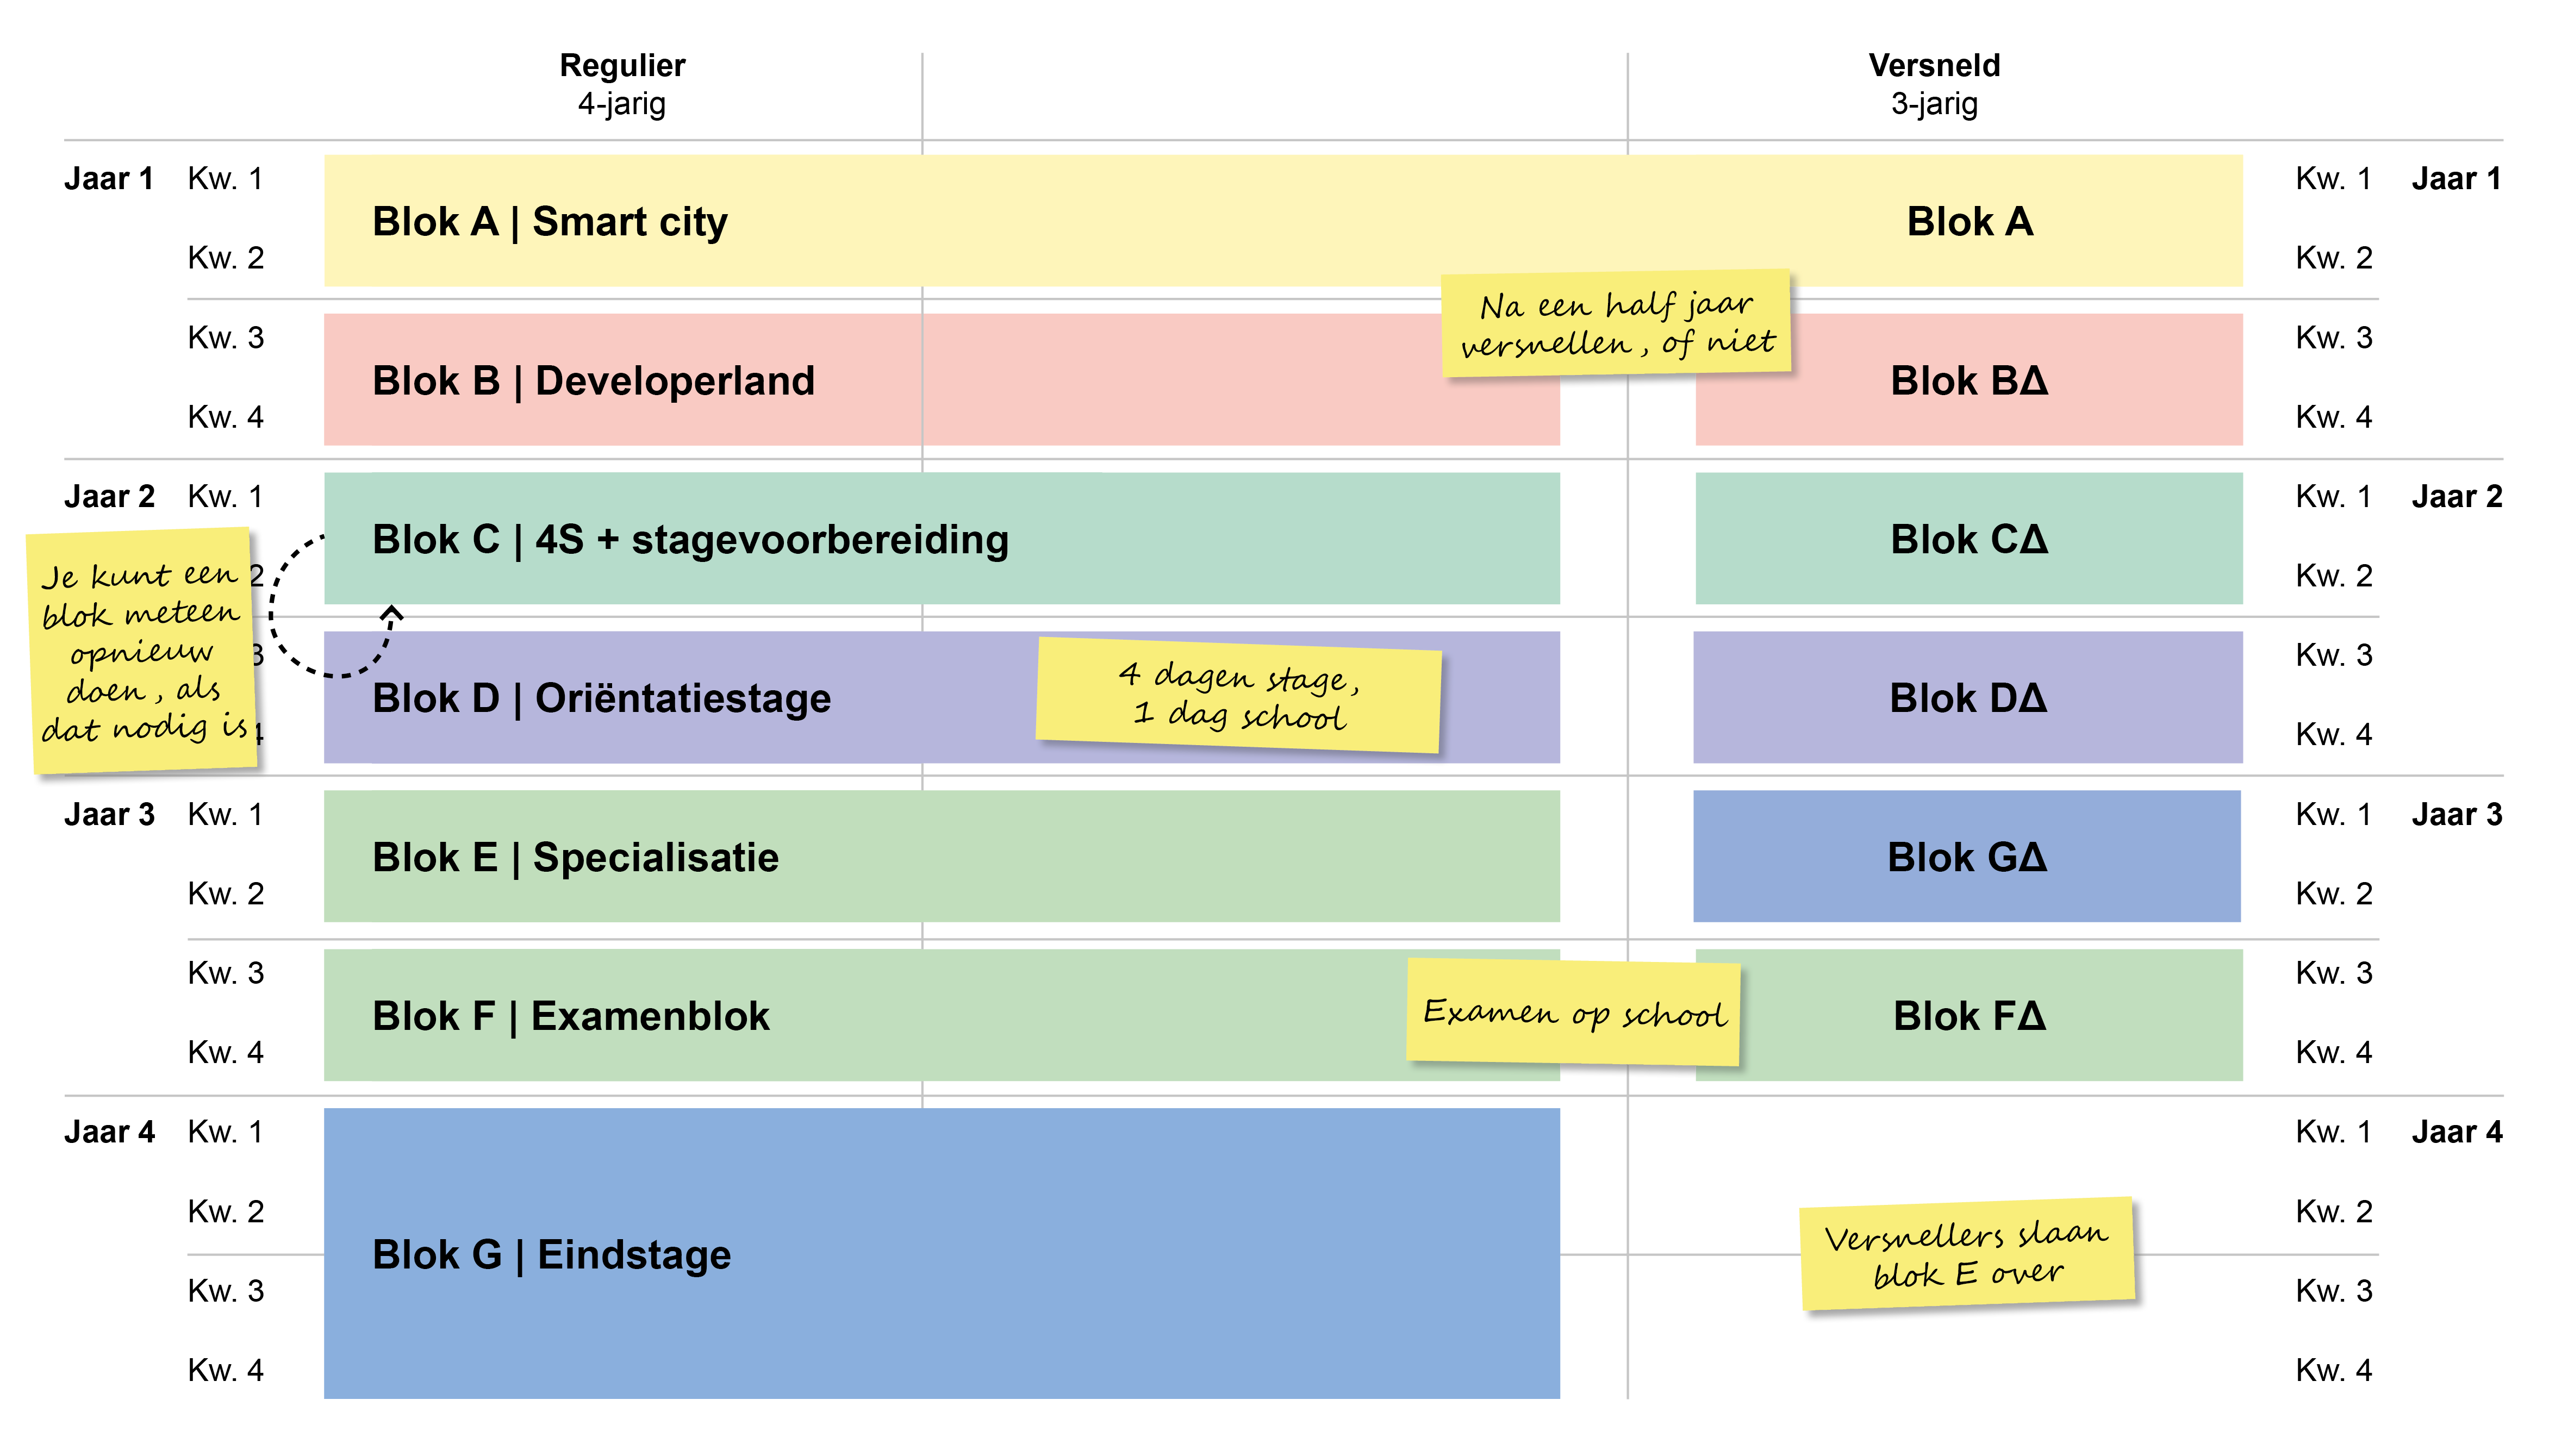 Regulier
4-jarig
Versneld
3-jarig
Jaar 1 Kw. 1
Kw. 2
Blok A | Smart city
Blok A
Kw. 1 Jaar 1
Kw. 2
Na een half jaar
versnellen, of niet
Kw. 3
Kw. 4
Blok B | Developerland
Blok BΔ
Kw. 3
Kw. 4
Jaar 2 Kw. 1
2
Blok C | 4S + stagevoorbereiding
Blok CΔ
Kw. 1 Jaar 2
Kw. 2
Je kunt een
blok meteen
opnieuw
doen, als
dat nodig is
3
4
Blok D | Oriëntatiestage
4 dagen stage,
1 dag school
Blok DΔ
Kw. 3
Kw. 4
Jaar 3 Kw. 1
Kw. 2
Blok E | Specialisatie
Blok GΔ
Kw. 1 Jaar 3
Kw. 2
Kw. 3
Kw. 4
Blok F | Examenblok
Examen op school
Blok FΔ
Kw. 3
Kw. 4
Jaar 4 Kw. 1
Kw. 2
Kw. 3
Kw. 4
Blok G | Eindstage
Versnellers slaan
blok E over
Kw. 1 Jaar 4
Kw. 2
Kw. 3
Kw. 4